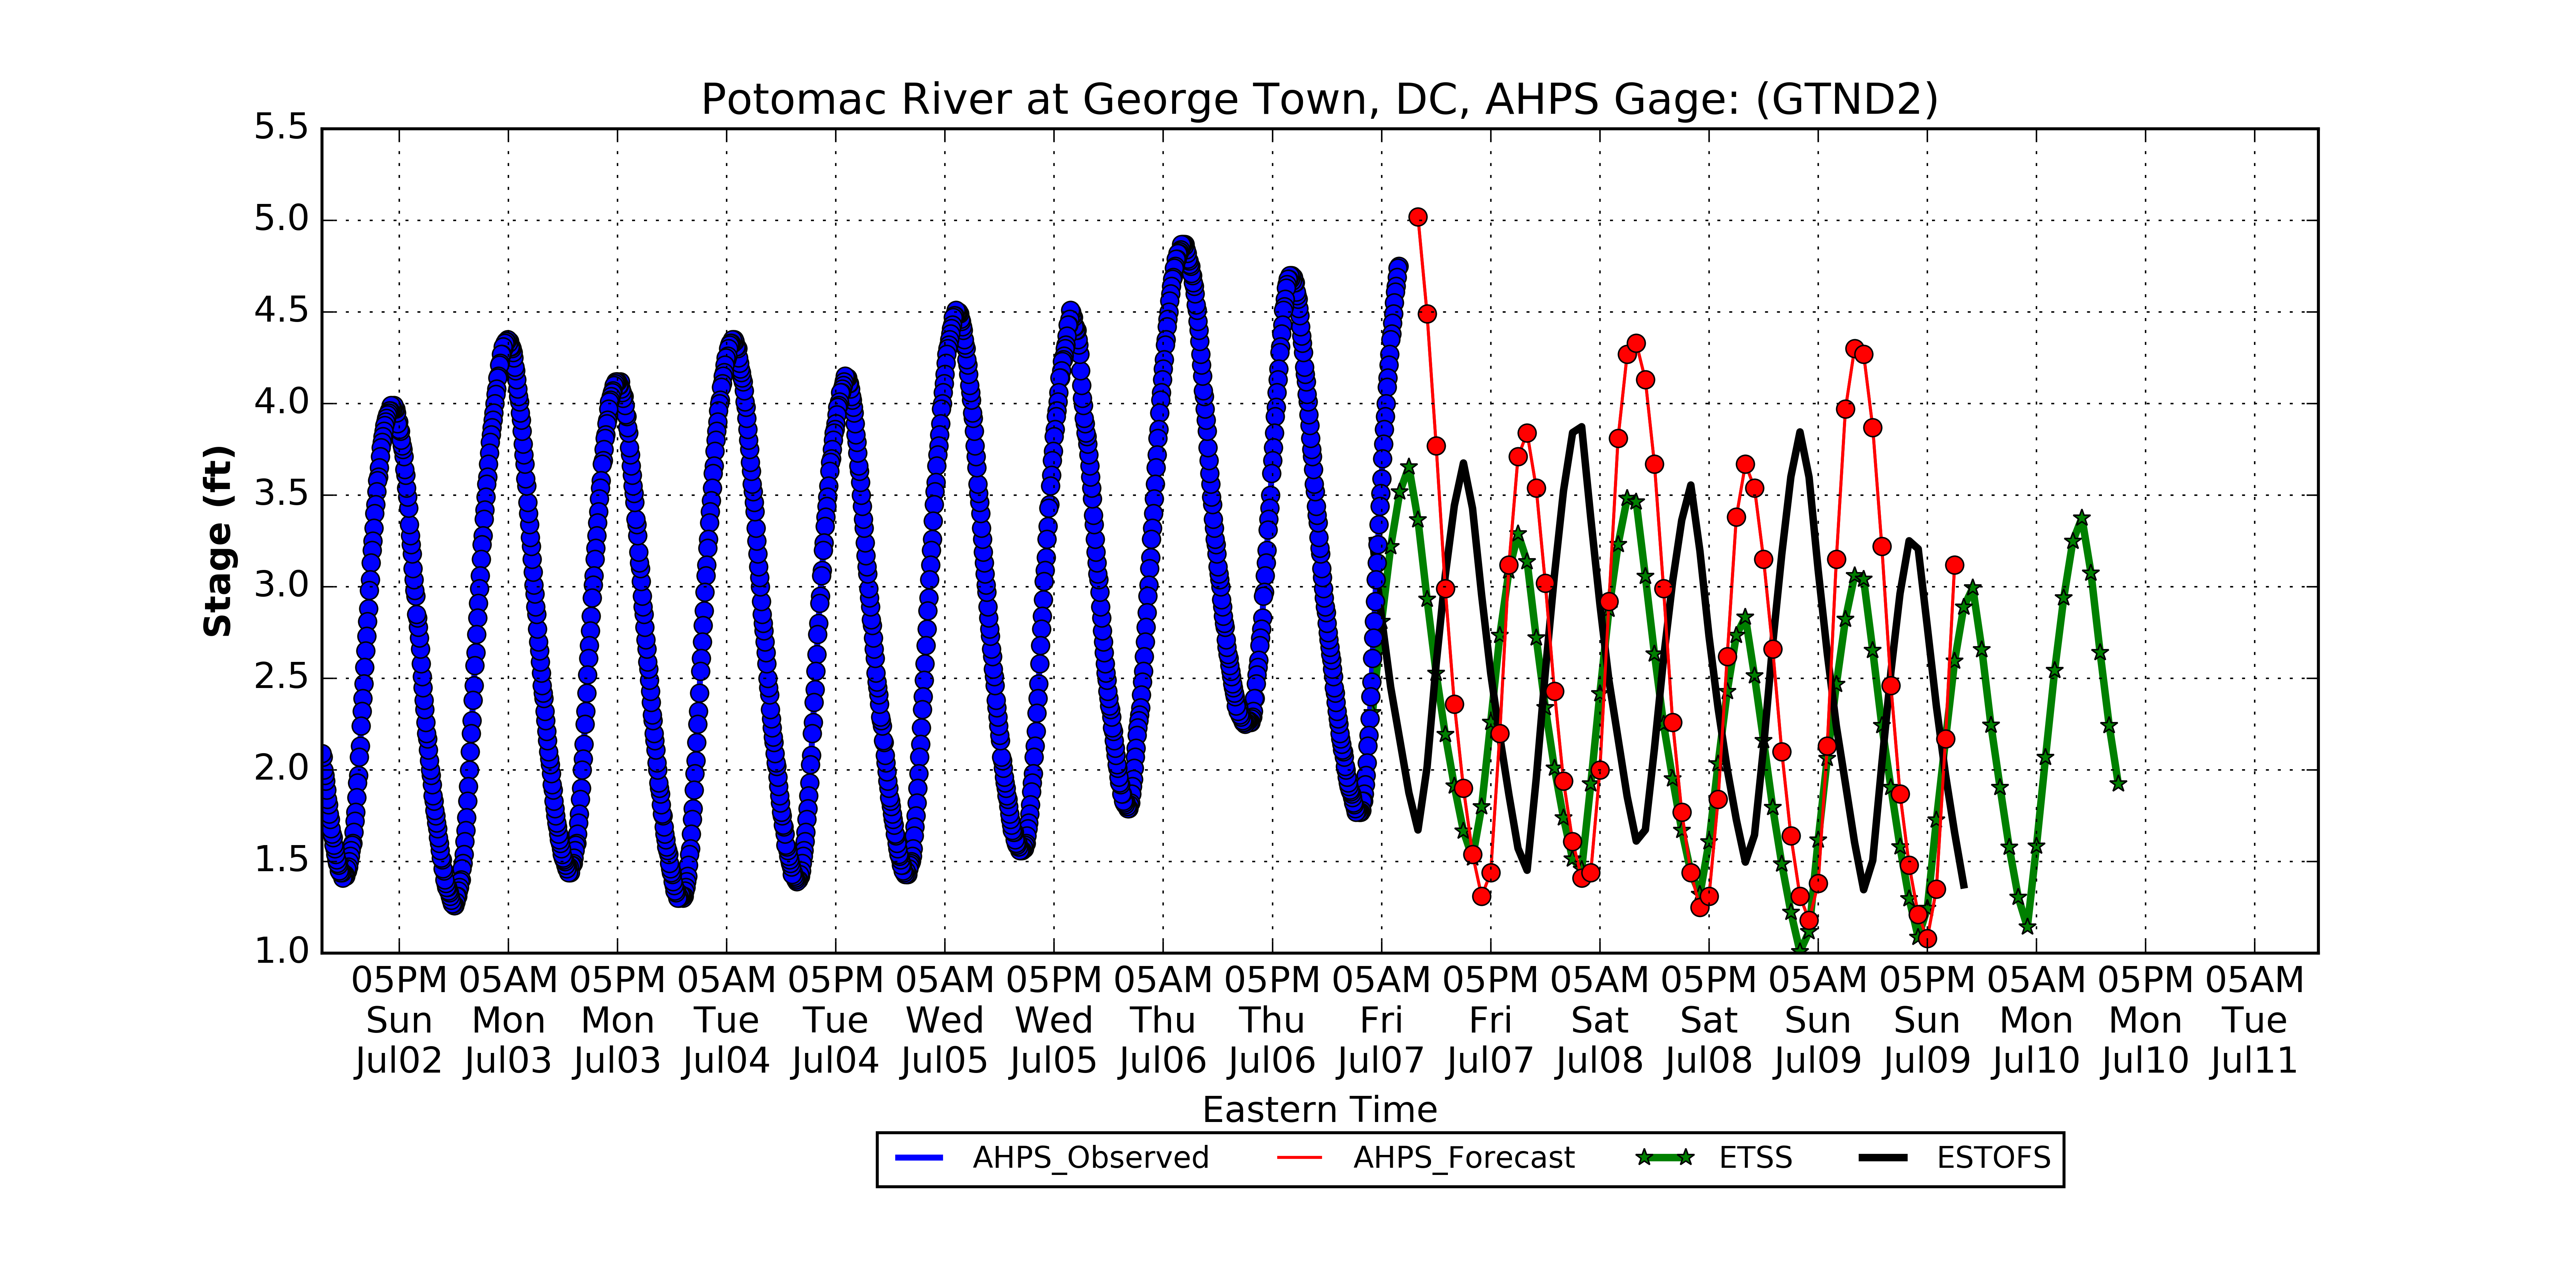 Potomac River at George Town, DC, AHPS Gage: (GTND2)
5.5
5.0
4.5
4.0
3.5
3.0
2.5
2.0
1.5
1.0
Stage (ft)
05PM 05AM 05PM 05AM 05PM 05AM 05PM 05AM 05PM 05AM 05PM 05AM 05PM 05AM 05PM 05AM 05PM 05AM
Sun Mon Mon Tue Tue Wed Wed Thu Thu Fri Fri Sat Sat Sun Sun Mon Mon Tue
Jul02 Jul03 Jul03 Jul04 Jul04 Jul05 Jul05 Jul06 Jul06 Jul07 Jul07 Jul08 Jul08 Jul09 Jul09 Jul10 Jul10 Jul11
Eastern Time
AHPS_Observed AHPS_Forecast ETSS ESTOFS